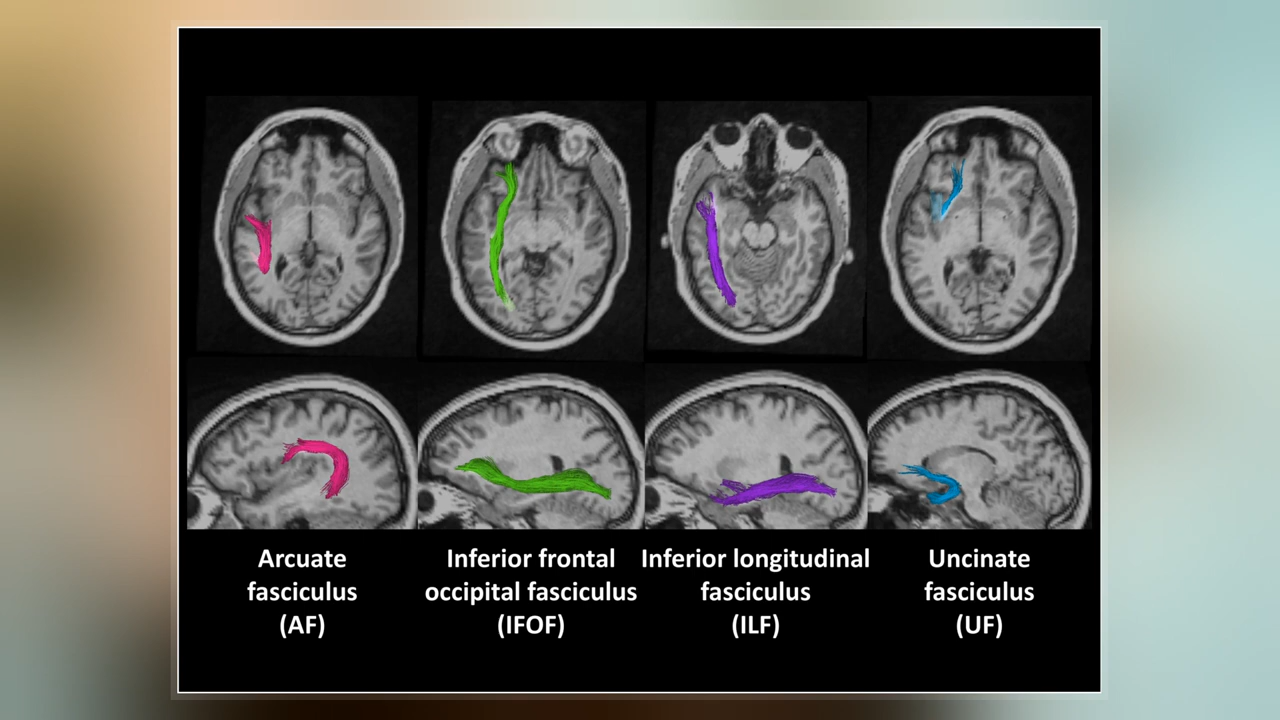 Arcuate
fasciculus
(AF)
Inferior frontal
occipital fasciculus
(IFOF)
Inferior longitudinal
fasciculus
(ILF)
Uncinate
fasciculus
(UF)